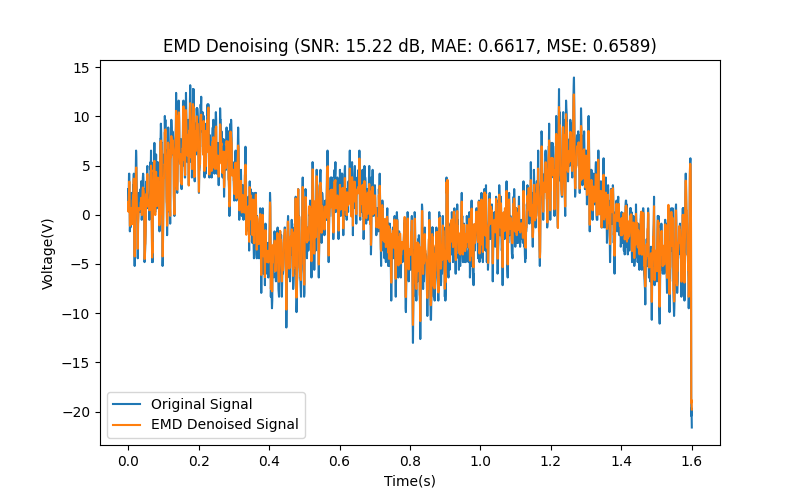 EMD Denoising (SNR: 15.22 dB, MAE: 0.6617, MSE: 0.6589)
15
10
5
0
−5
−10
−15
−20
Voltage(V)
Original Signal
EMD Denoised Signal
0.0 0.2 0.4 0.6 0.8 1.0 1.2 1.4 1.6
Time(s)